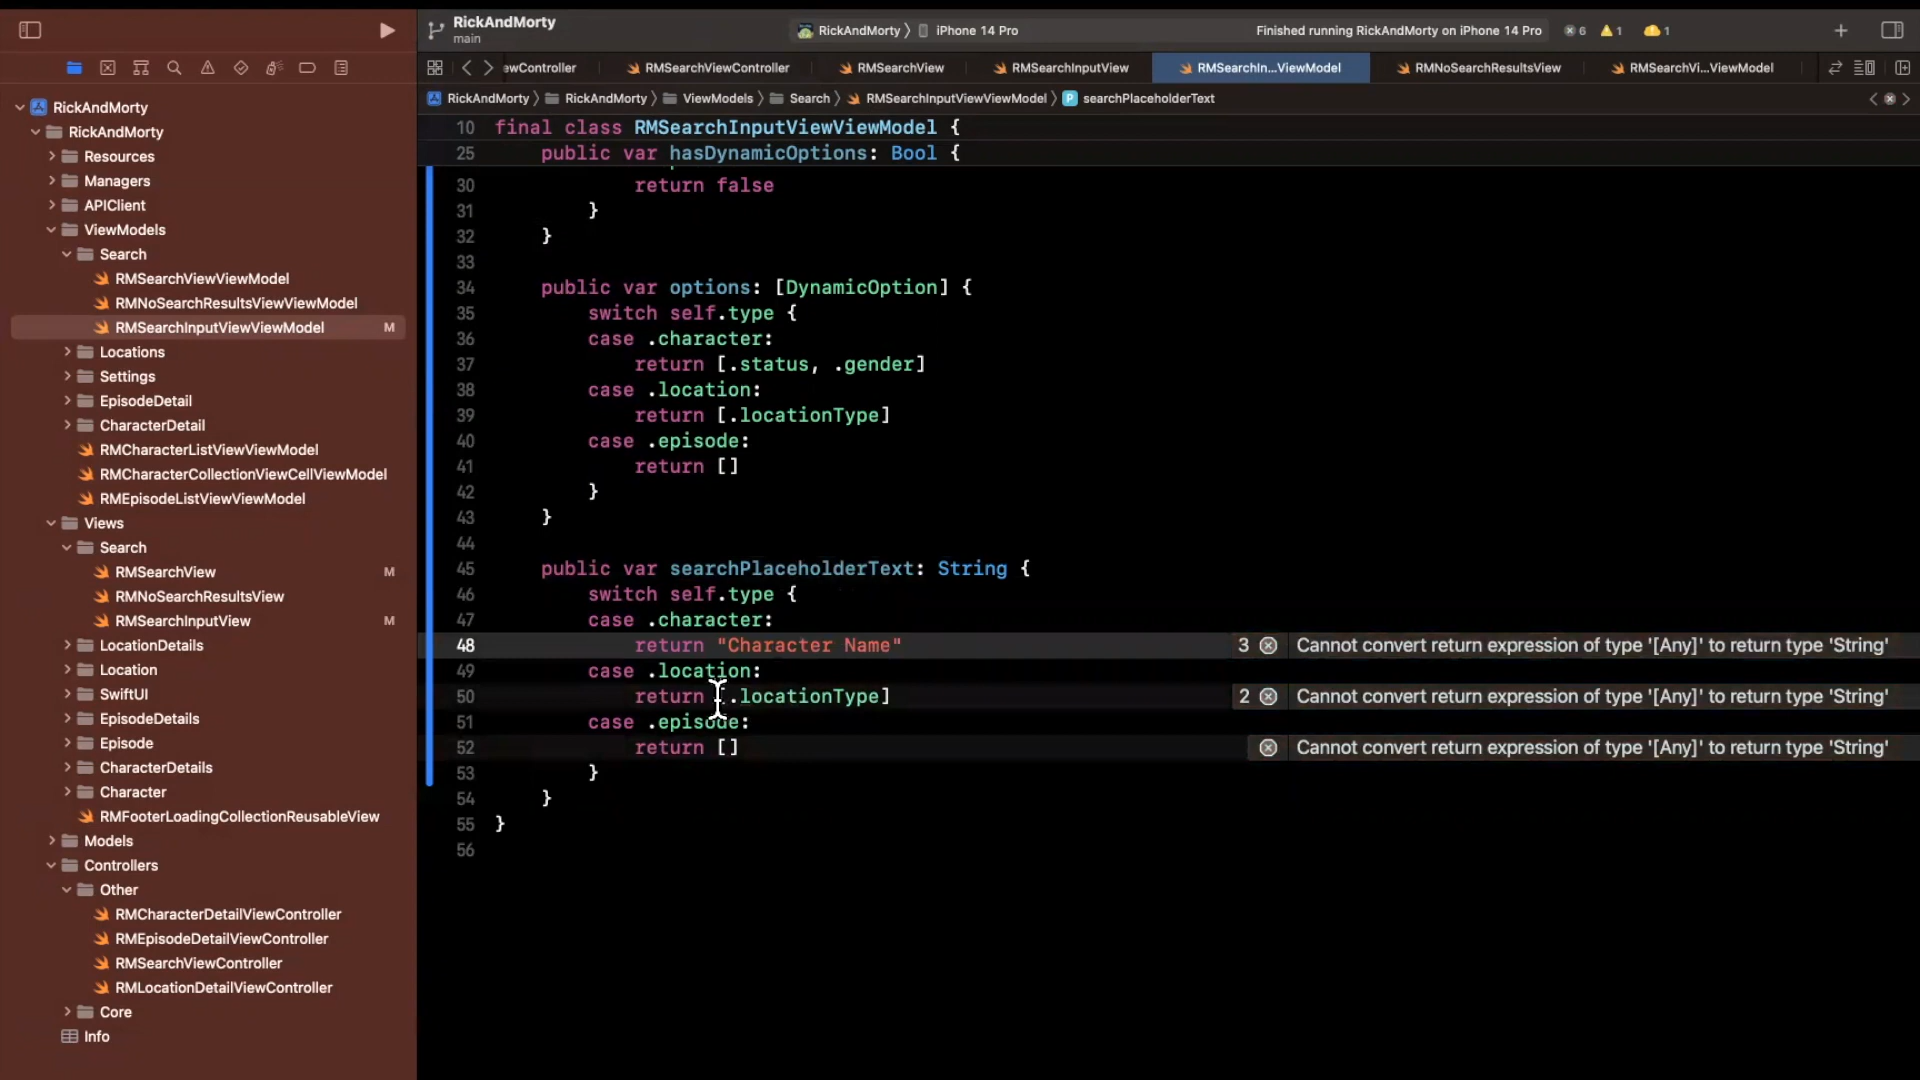 RickAndMorty
main
RickAndMorty 〉 iPhone 14 Pro
Finished running RickAndMorty on iPhone 14 Pro
6
1
1
ewController
RMSearchViewController
RMSearchView
RMSearchInputView
RMSearchIn...ViewModel
RMNoSearchResultsView
RMSearchVi...ViewModel
RickAndMorty 〉 RickAndMorty 〉 ViewModels 〉 Search 〉 RMSearchInputViewViewModel 〉 P searchPlaceholderText
RickAndMorty
RickAndMorty
Resources
Managers
APIClient
ViewModels
Search
RMSearchViewViewModel
RMNoSearchResultsViewViewModel
RMSearchInputViewViewModel M
Locations
Settings
EpisodeDetail
CharacterDetail
RMCharacterListViewViewModel
RMCharacterCollectionViewCellViewModel
RMEpisodeListViewViewModel
Views
Search
RMSearchView M
RMNoSearchResultsView
RMSearchInputView M
LocationDetails
Location
SwiftUI
EpisodeDetails
Episode
CharacterDetails
Character
RMFooterLoadingCollectionReusableView
Models
Controllers
Other
RMCharacterDetailViewController
RMEpisodeDetailViewController
RMSearchViewController
RMLocationDetailViewController
Core
Info
10 final class RMSearchInputViewViewModel {
25 public var hasDynamicOptions: Bool {
30 return false
31 }
32 }
33
34 public var options: [DynamicOption] {
35 switch self.type {
36 case .character:
37 return [.status, .gender]
38 case .location:
39 return [.locationType]
40 case .episode:
41 return []
42 }
43 }
44
45 public var searchPlaceholderText: String {
46 switch self.type {
47 case .character:
48 return "Character Name" 3 Cannot convert return expression of type '[Any]' to return type 'String'
49 case .location:
50 return [.locationType] 2 Cannot convert return expression of type '[Any]' to return type 'String'
51 case .episode:
52 return [] Cannot convert return expression of type '[Any]' to return type 'String'
53 }
54 }
55 }
56